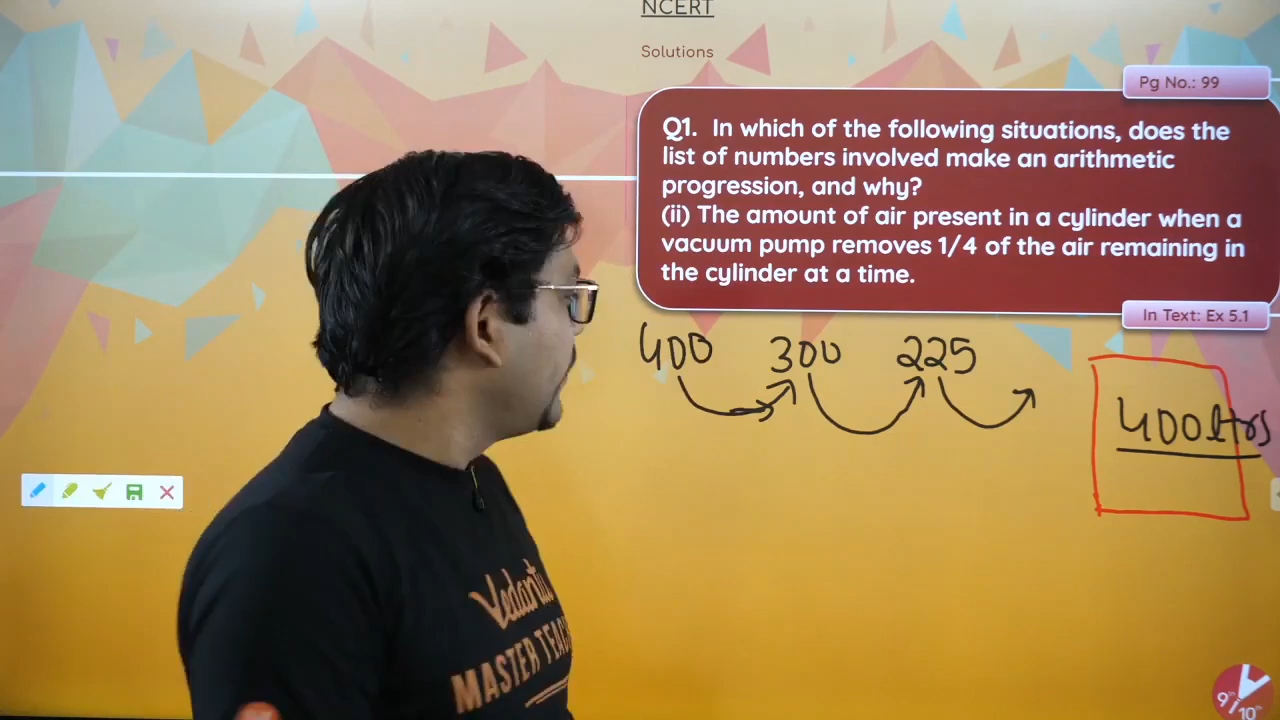 NCERT
Solutions
Pg No.: 99
Q1. In which of the following situations, does the
list of numbers involved make an arithmetic
progression, and why?
(ii) The amount of air present in a cylinder when a
vacuum pump removes 1/4 of the air remaining in
the cylinder at a time.
In Text: Ex 5.1
400 300 225
400 ltrs
Vedantu
MASTER
9th
10th